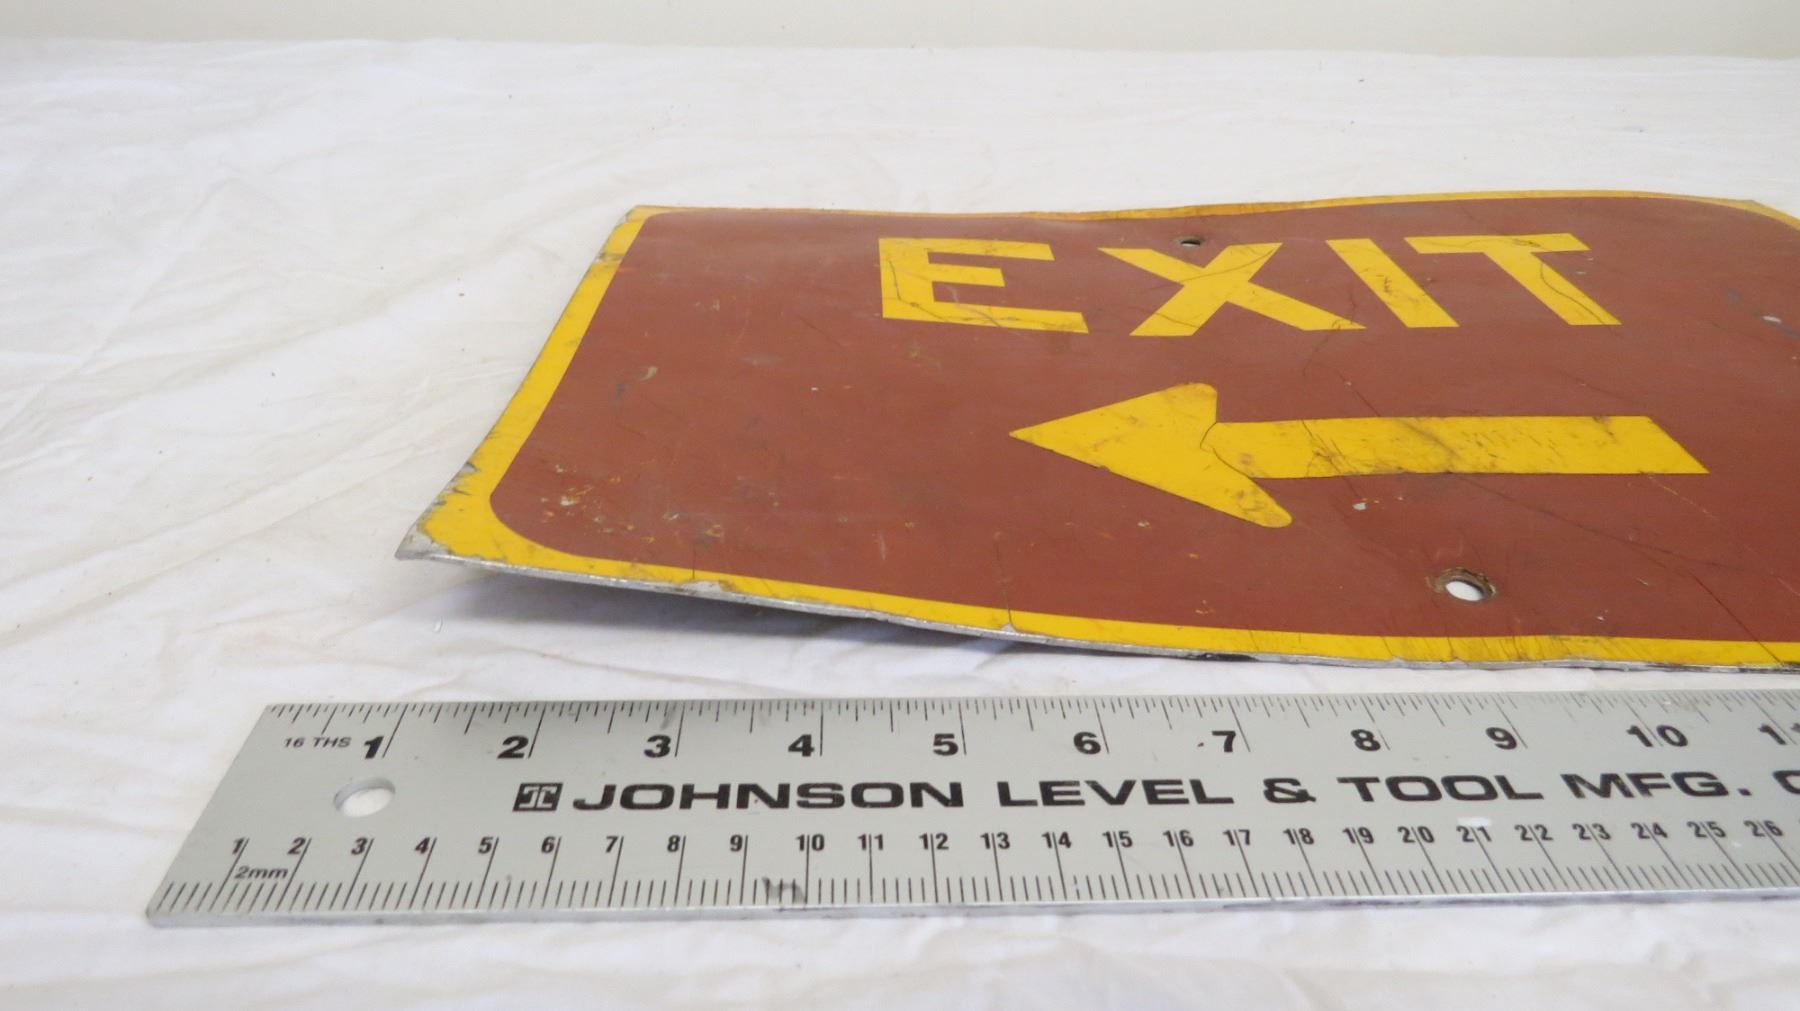 EXIT
16 THS 1 2 3 4 5 6 7 8 9 10
JOHNSON LEVEL & TOOL MFG.
1 2 3 4 5 6 7 8 9 10 11 12 13 14 15 16 17 18 19 20 21 22 23 24 25 26
2mm